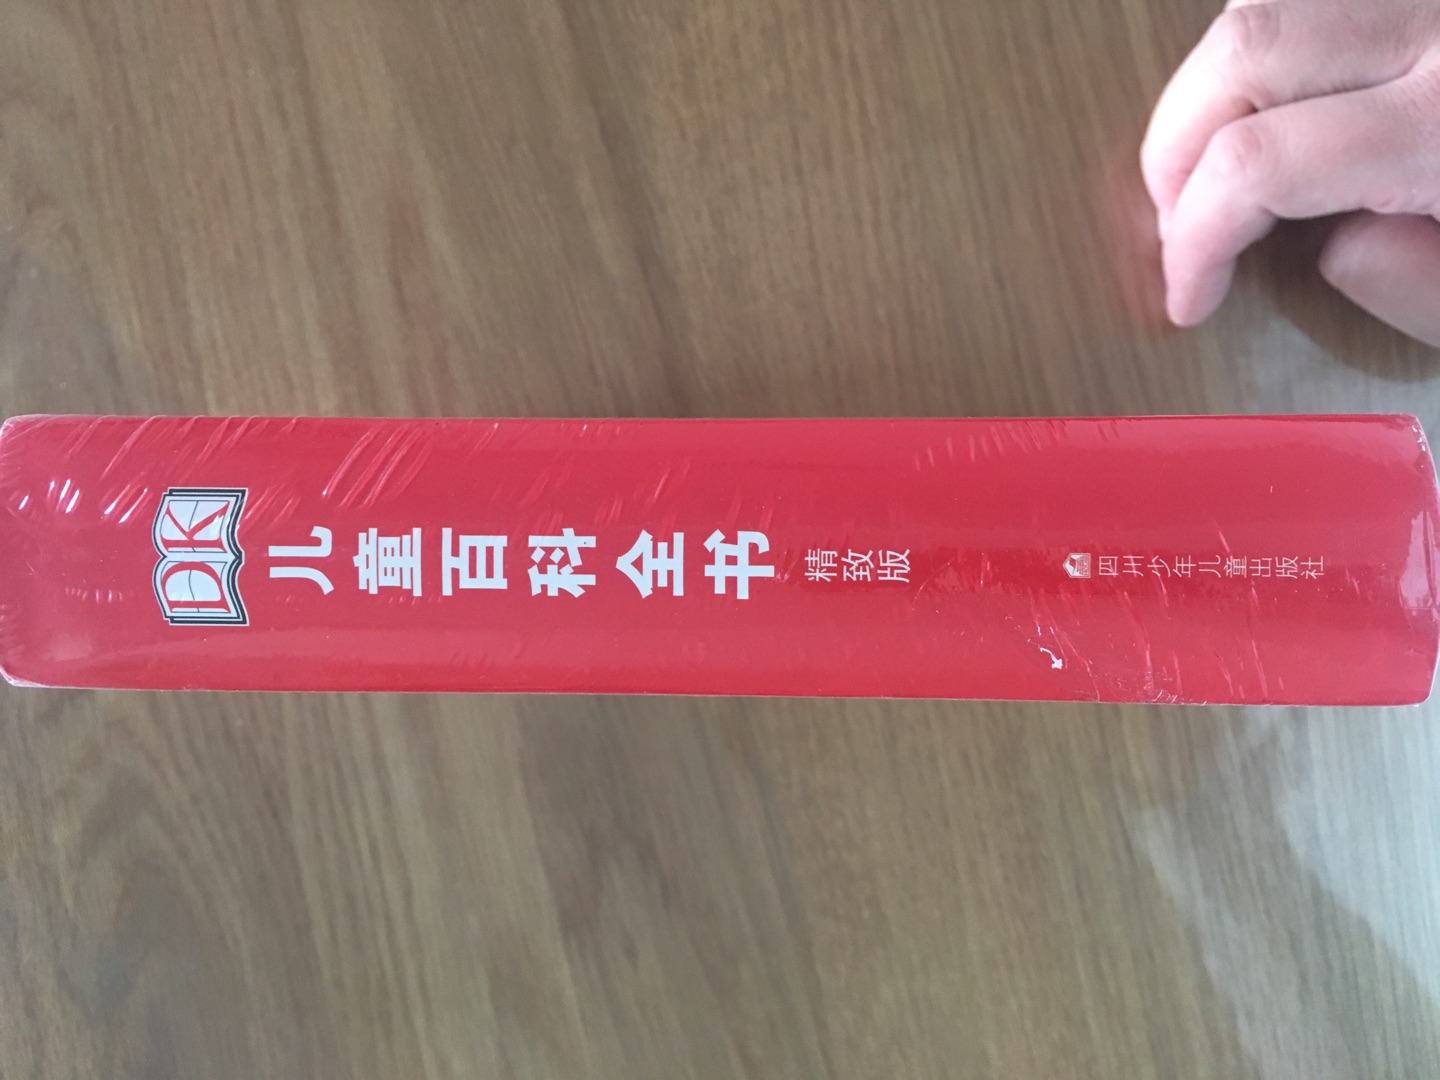 DK
儿童百科全书
精致版
四川少年儿童出版社